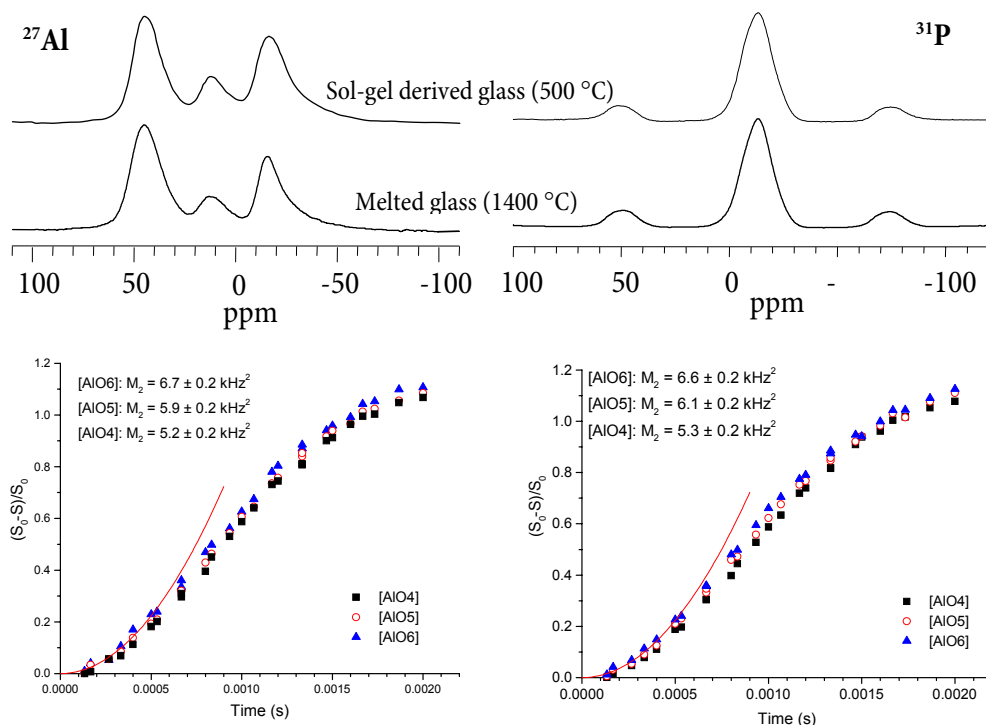 ²⁷Al
³¹P
Sol-gel derived glass (500 °C)
Melted glass (1400 °C)
100 50 0 -50 -100
ppm
100 50 0 - -100
ppm
[AlO6]: M₂ = 6.7 ± 0.2 kHz²
[AlO5]: M₂ = 5.9 ± 0.2 kHz²
[AlO4]: M₂ = 5.2 ± 0.2 kHz²
(S₀-S)/S₀
1.2
1.0
0.8
0.6
0.4
0.2
0.0
[AlO4]
[AlO5]
[AlO6]
0.0000 0.0005 0.0010 0.0015 0.0020
Time (s)
[AlO6]: M₂ = 6.6 ± 0.2 kHz²
[AlO5]: M₂ = 6.1 ± 0.2 kHz²
[AlO4]: M₂ = 5.3 ± 0.2 kHz²
(S₀-S)/S₀
1.2
1.0
0.8
0.6
0.4
0.2
0.0
[AlO4]
[AlO5]
[AlO6]
0.0000 0.0005 0.0010 0.0015 0.0020
Time (s)